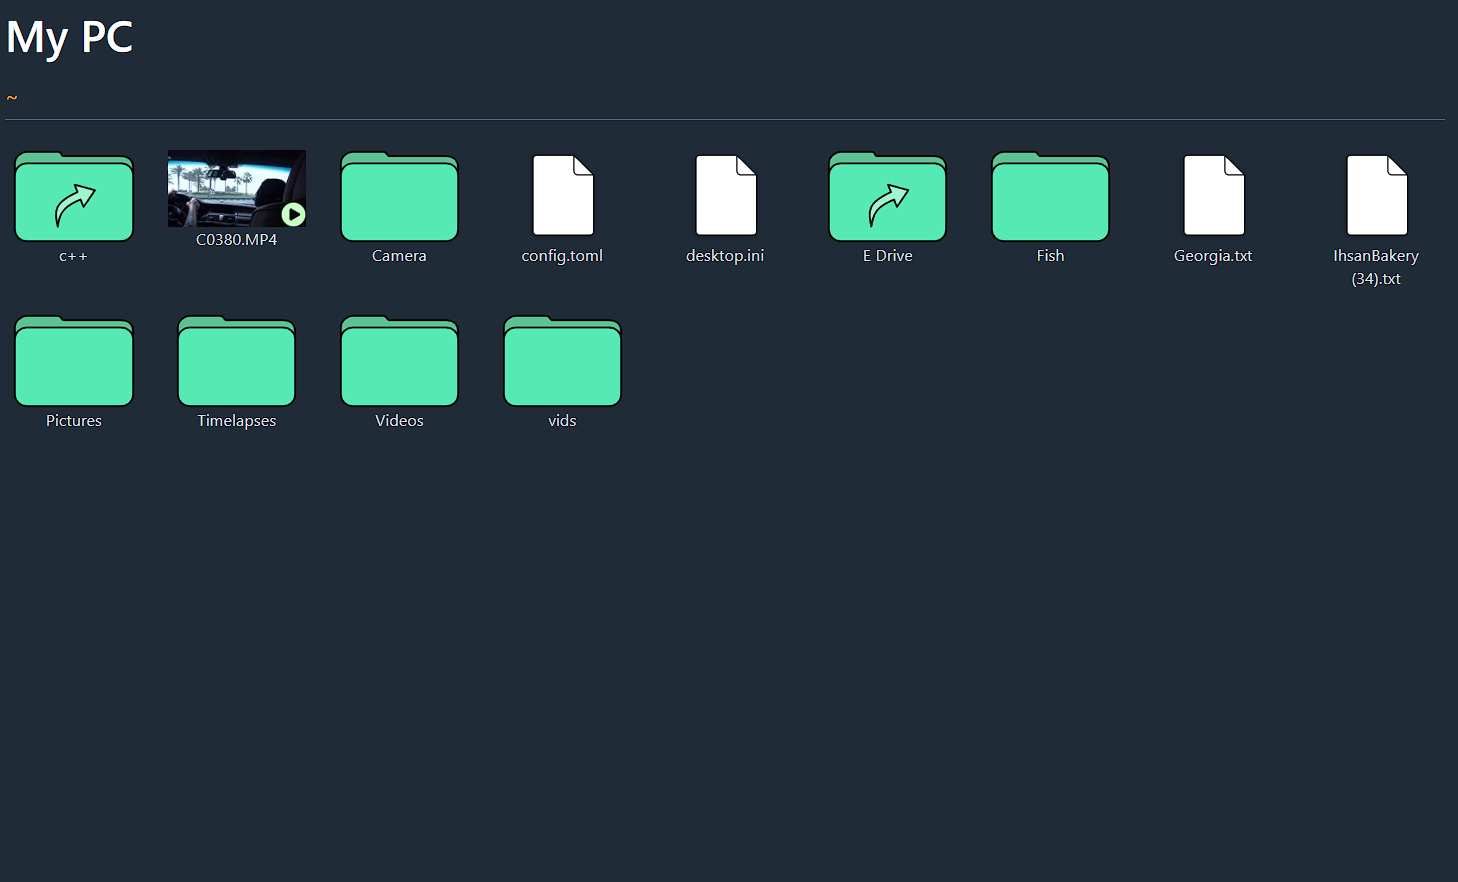 My PC
~
c++
C0380.MP4
Camera
config.toml
desktop.ini
E Drive
Fish
Georgia.txt
IhsanBakery
(34).txt
Pictures
Timelapses
Videos
vids